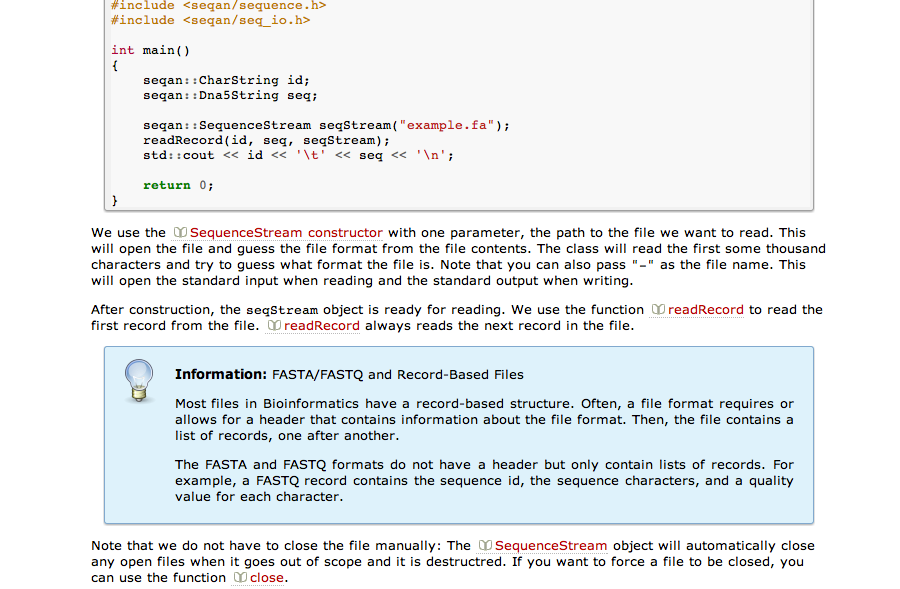 #include <seqan/sequence.h>
#include <seqan/seq_io.h>
int main()
{
    seqan::CharString id;
    seqan::Dna5String seq;
    seqan::SequenceStream seqStream("example.fa");
    readRecord(id, seq, seqStream);
    std::cout << id << '\t' << seq << '\n';
    return 0;
}
We use the SequenceStream constructor with one parameter, the path to the file we want to read. This
will open the file and guess the file format from the file contents. The class will read the first some thousand
characters and try to guess what format the file is. Note that you can also pass "-" as the file name. This
will open the standard input when reading and the standard output when writing.
After construction, the seqStream object is ready for reading. We use the function readRecord to read the
first record from the file. readRecord always reads the next record in the file.
Information: FASTA/FASTQ and Record-Based Files
Most files in Bioinformatics have a record-based structure. Often, a file format requires or
allows for a header that contains information about the file format. Then, the file contains a
list of records, one after another.
The FASTA and FASTQ formats do not have a header but only contain lists of records. For
example, a FASTQ record contains the sequence id, the sequence characters, and a quality
value for each character.
Note that we do not have to close the file manually: The SequenceStream object will automatically close
any open files when it goes out of scope and it is destructred. If you want to force a file to be closed, you
can use the function close.